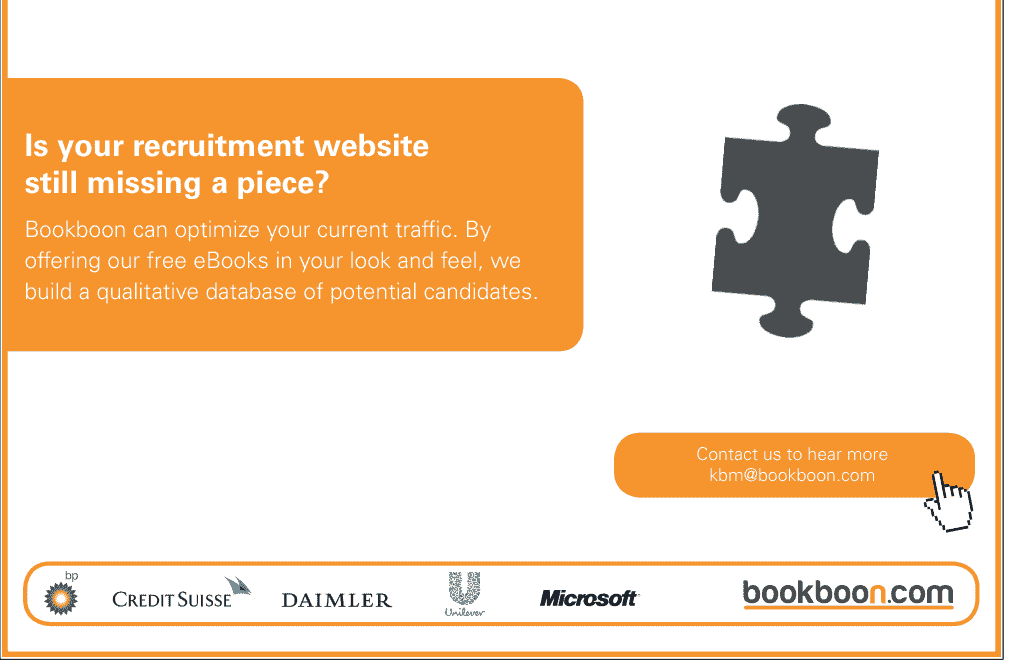 Is your recruitment website
still missing a piece?
Bookboon can optimize your current traffic. By
offering our free eBooks in your look and feel, we
build a qualitative database of potential candidates.
Contact us to hear more
kbm@bookboon.com
bp
CREDIT SUISSE
DAIMLER
Unilever
Microsoft
bookboon.com